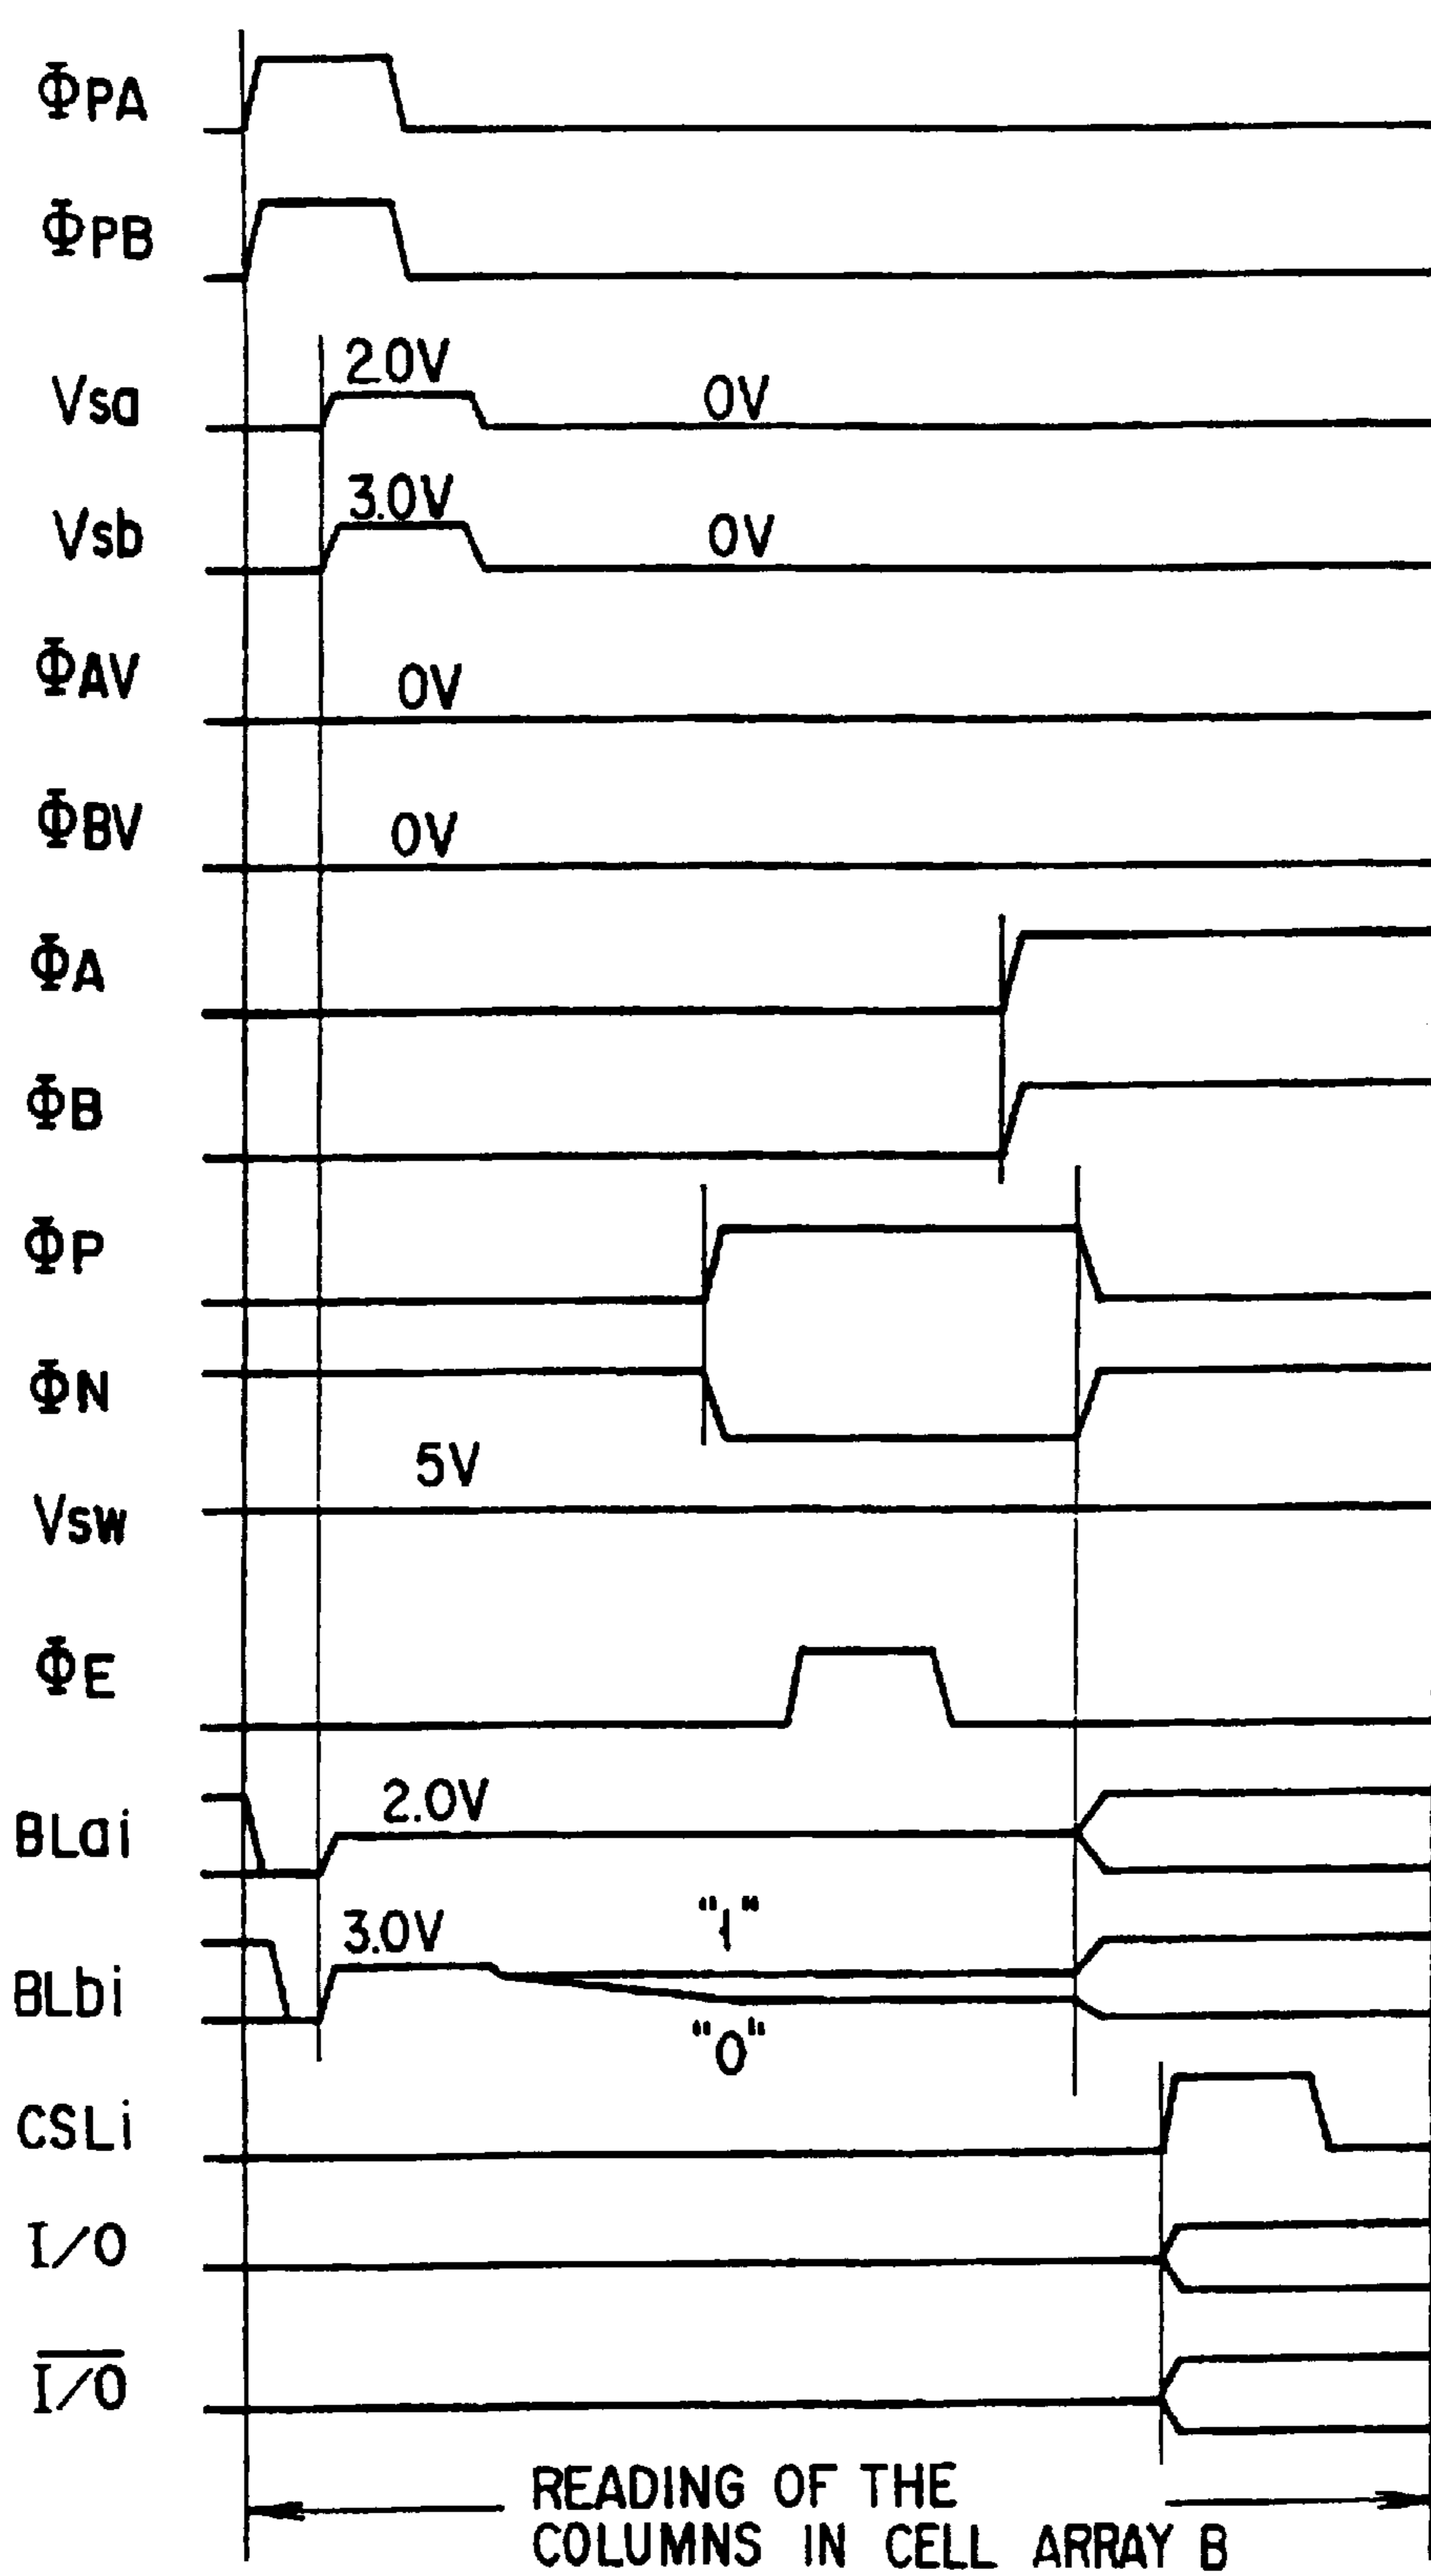 ΦPA
ΦPB
Vsa 2.0V 0V
Vsb 3.0V 0V
ΦAV 0V
ΦBV 0V
ΦA
ΦB
ΦP
ΦN
Vsw 5V
ΦE
BLai 2.0V
BLbi 3.0V "1"
"0"
CSLi
I/O
I/O
READING OF THE
COLUMNS IN CELL ARRAY B